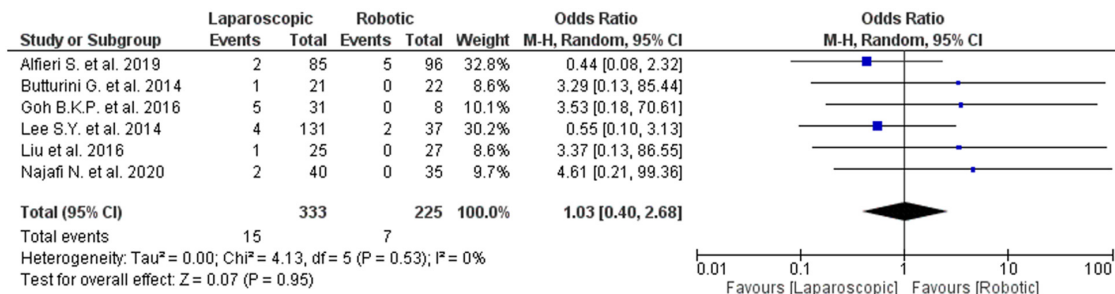 Laparoscopic Robotic Odds Ratio Odds Ratio
Study or Subgroup Events Total Events Total Weight M-H, Random, 95% CI M-H, Random, 95% CI
Alfieri S. et al. 2019 2 85 5 96 32.8% 0.44 [0.08, 2.32]
Butturini G. et al. 2014 1 21 0 22 8.6% 3.29 [0.13, 85.44]
Goh B.K.P. et al. 2016 5 31 0 8 10.1% 3.53 [0.18, 70.61]
Lee S.Y. et al. 2014 4 131 2 37 30.2% 0.55 [0.10, 3.13]
Liu et al. 2016 1 25 0 27 8.6% 3.37 [0.13, 86.55]
Najafi N. et al. 2020 2 40 0 35 9.7% 4.61 [0.21, 99.36]
Total (95% CI) 333 225 100.0% 1.03 [0.40, 2.68]
Total events 15 7
Heterogeneity: Tau² = 0.00; Chi² = 4.13, df = 5 (P = 0.53); I² = 0%
Test for overall effect: Z = 0.07 (P = 0.95)
0.01 0.1 1 10 100
Favours [Laparoscopic] Favours [Robotic]